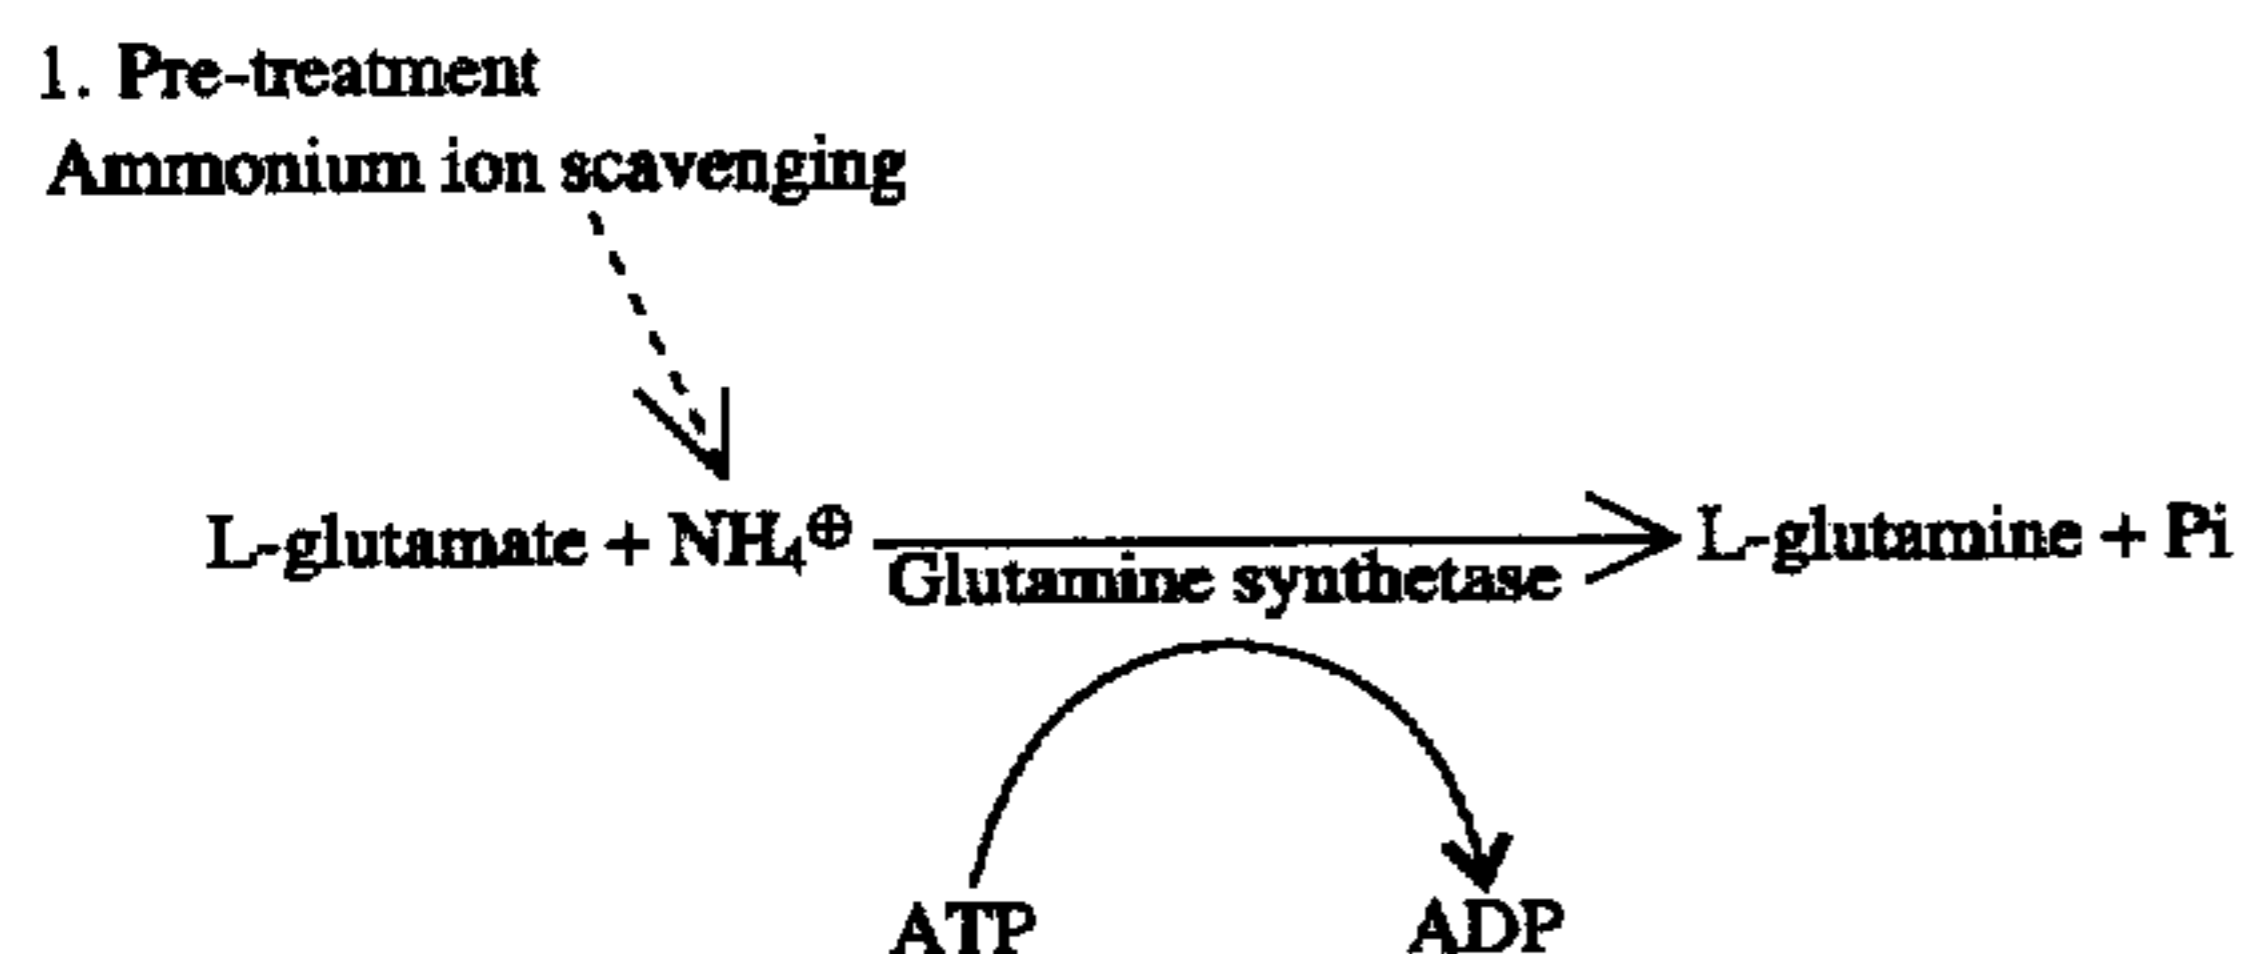 1. Pre-treatment
Ammonium ion scavenging
L-glutamate + NH₄⊕ L-glutamine + Pi
Glutamine synthetase
ATP ADP